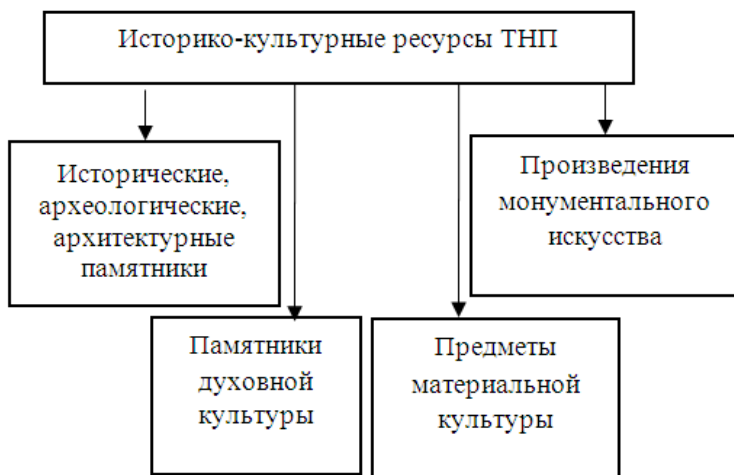 Историко-культурные ресурсы ТНП
Исторические,
археологические,
архитектурные
памятники
Произведения
монументального
искусства
Памятники
духовной
культуры
Предметы
материальной
культуры